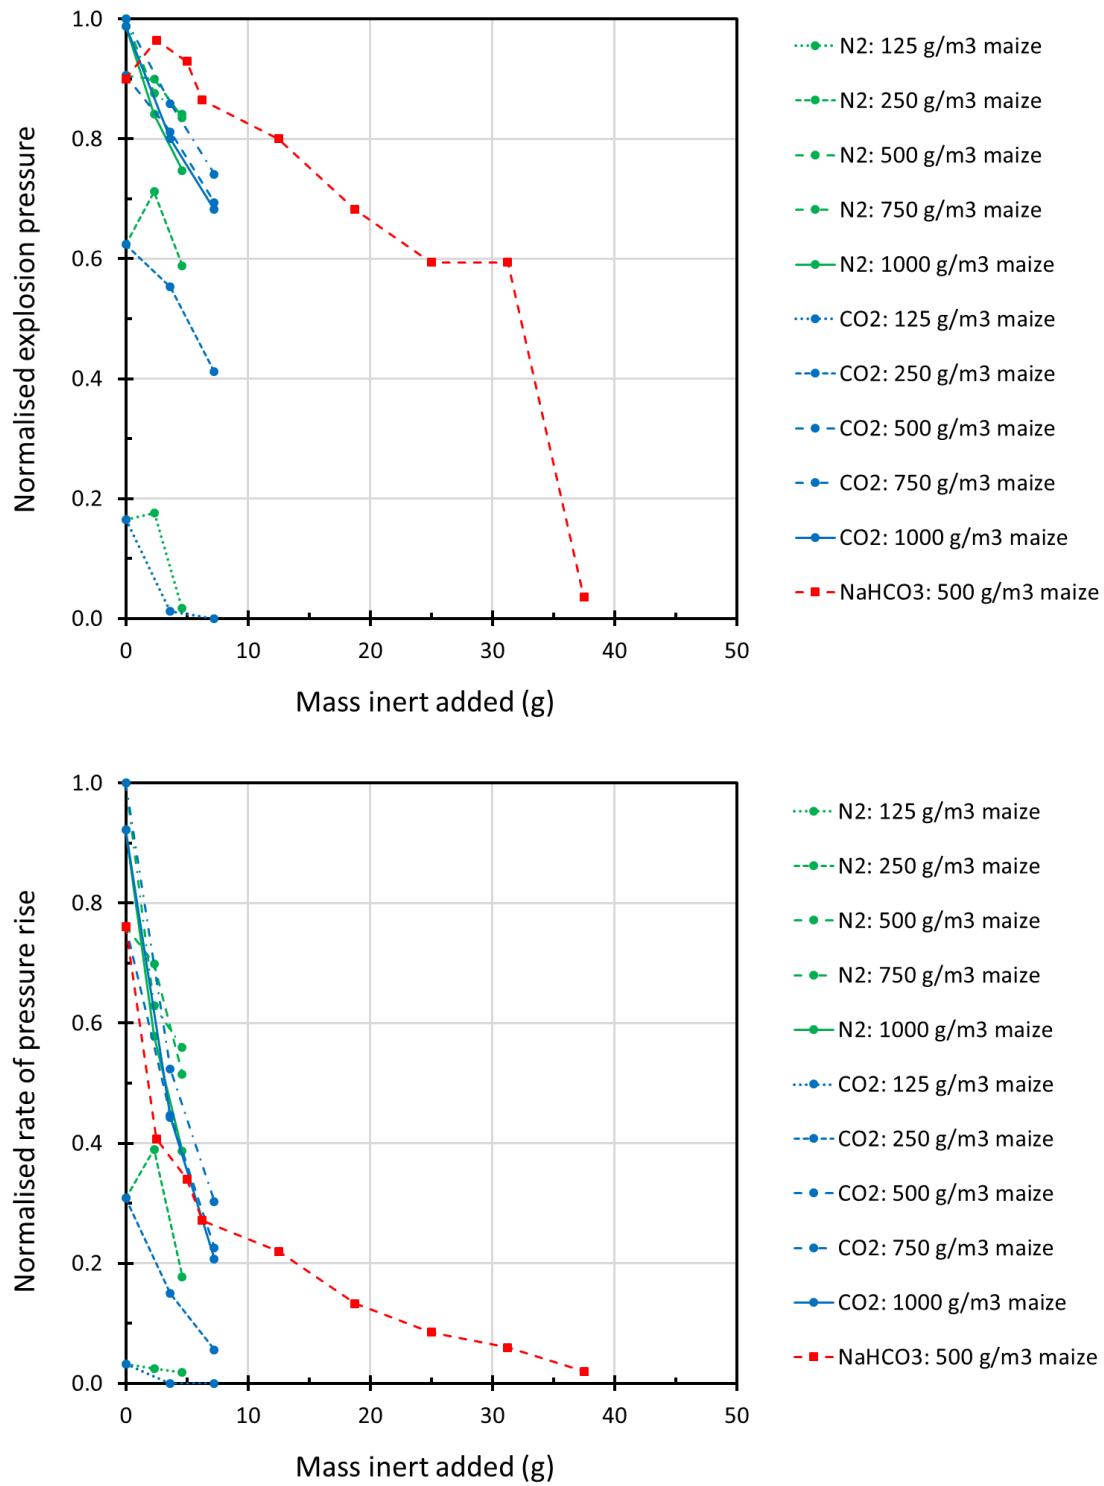 1.0
0.8
0.6
0.4
0.2
0.0
0 10 20 30 40 50
Normalised explosion pressure
Mass inert added (g)
N2: 125 g/m3 maize
N2: 250 g/m3 maize
N2: 500 g/m3 maize
N2: 750 g/m3 maize
N2: 1000 g/m3 maize
CO2: 125 g/m3 maize
CO2: 250 g/m3 maize
CO2: 500 g/m3 maize
CO2: 750 g/m3 maize
CO2: 1000 g/m3 maize
NaHCO3: 500 g/m3 maize
1.0
0.8
0.6
0.4
0.2
0.0
0 10 20 30 40 50
Normalised rate of pressure rise
Mass inert added (g)
N2: 125 g/m3 maize
N2: 250 g/m3 maize
N2: 500 g/m3 maize
N2: 750 g/m3 maize
N2: 1000 g/m3 maize
CO2: 125 g/m3 maize
CO2: 250 g/m3 maize
CO2: 500 g/m3 maize
CO2: 750 g/m3 maize
CO2: 1000 g/m3 maize
NaHCO3: 500 g/m3 maize